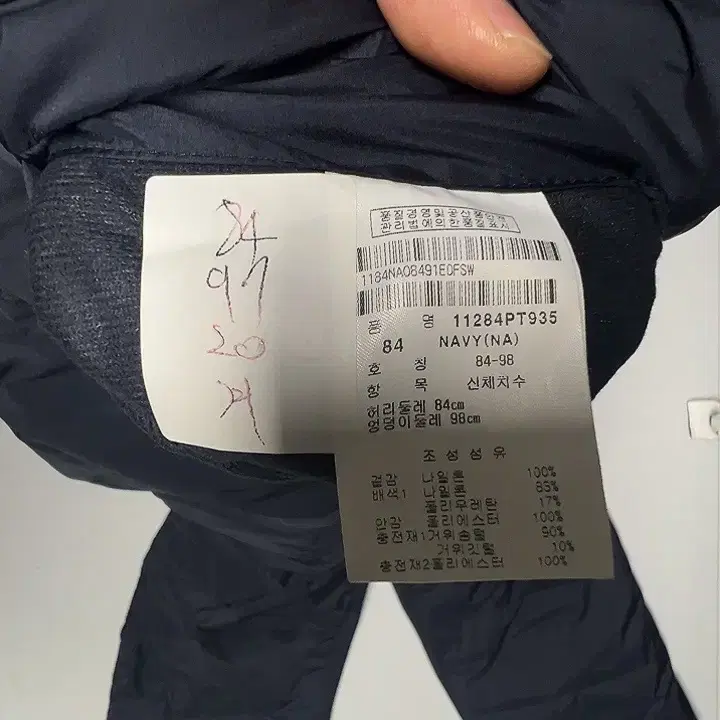 84
97
20
품질경영및공산품안전
관리법에의한품질표시
1184NA08491E0FSW
품 명 11284PT935
84 NAVY(NA)
호 칭 84-98
항 목 신체치수
허리둘레 84cm
엉덩이둘레 98cm
조성섬유
겉감 나일론 100%
배색1 나일론 83%
폴리우레탄 17%
안감 폴리에스터 100%
충전재1거위솜털 90%
거위깃털 10%
충전재2폴리에스터 100%